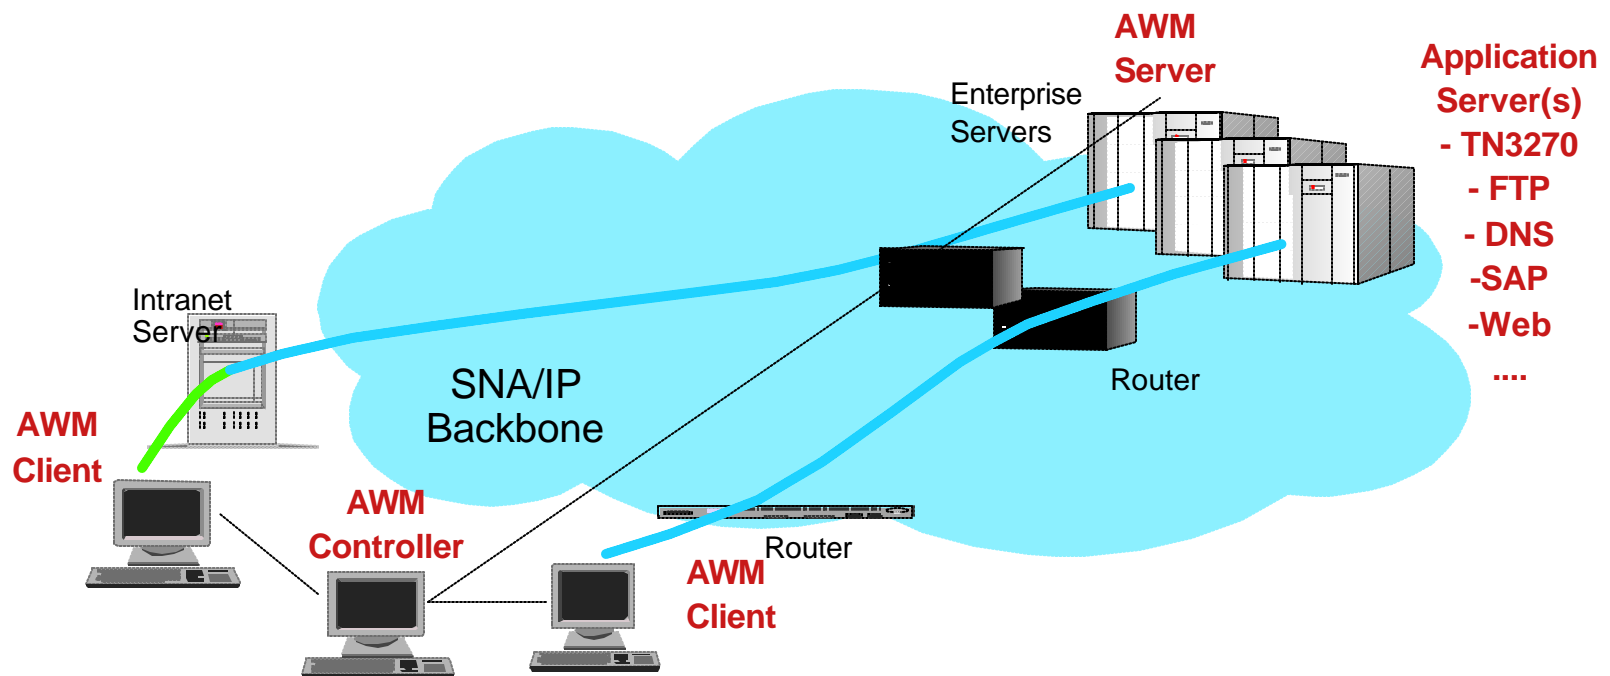 AWM
Server
Enterprise
Servers
Application
Server(s)
- TN3270
- FTP
- DNS
-SAP
-Web
....
Intranet
Server
SNA/IP
Backbone
Router
AWM
Client
AWM
Controller
Router
AWM
Client